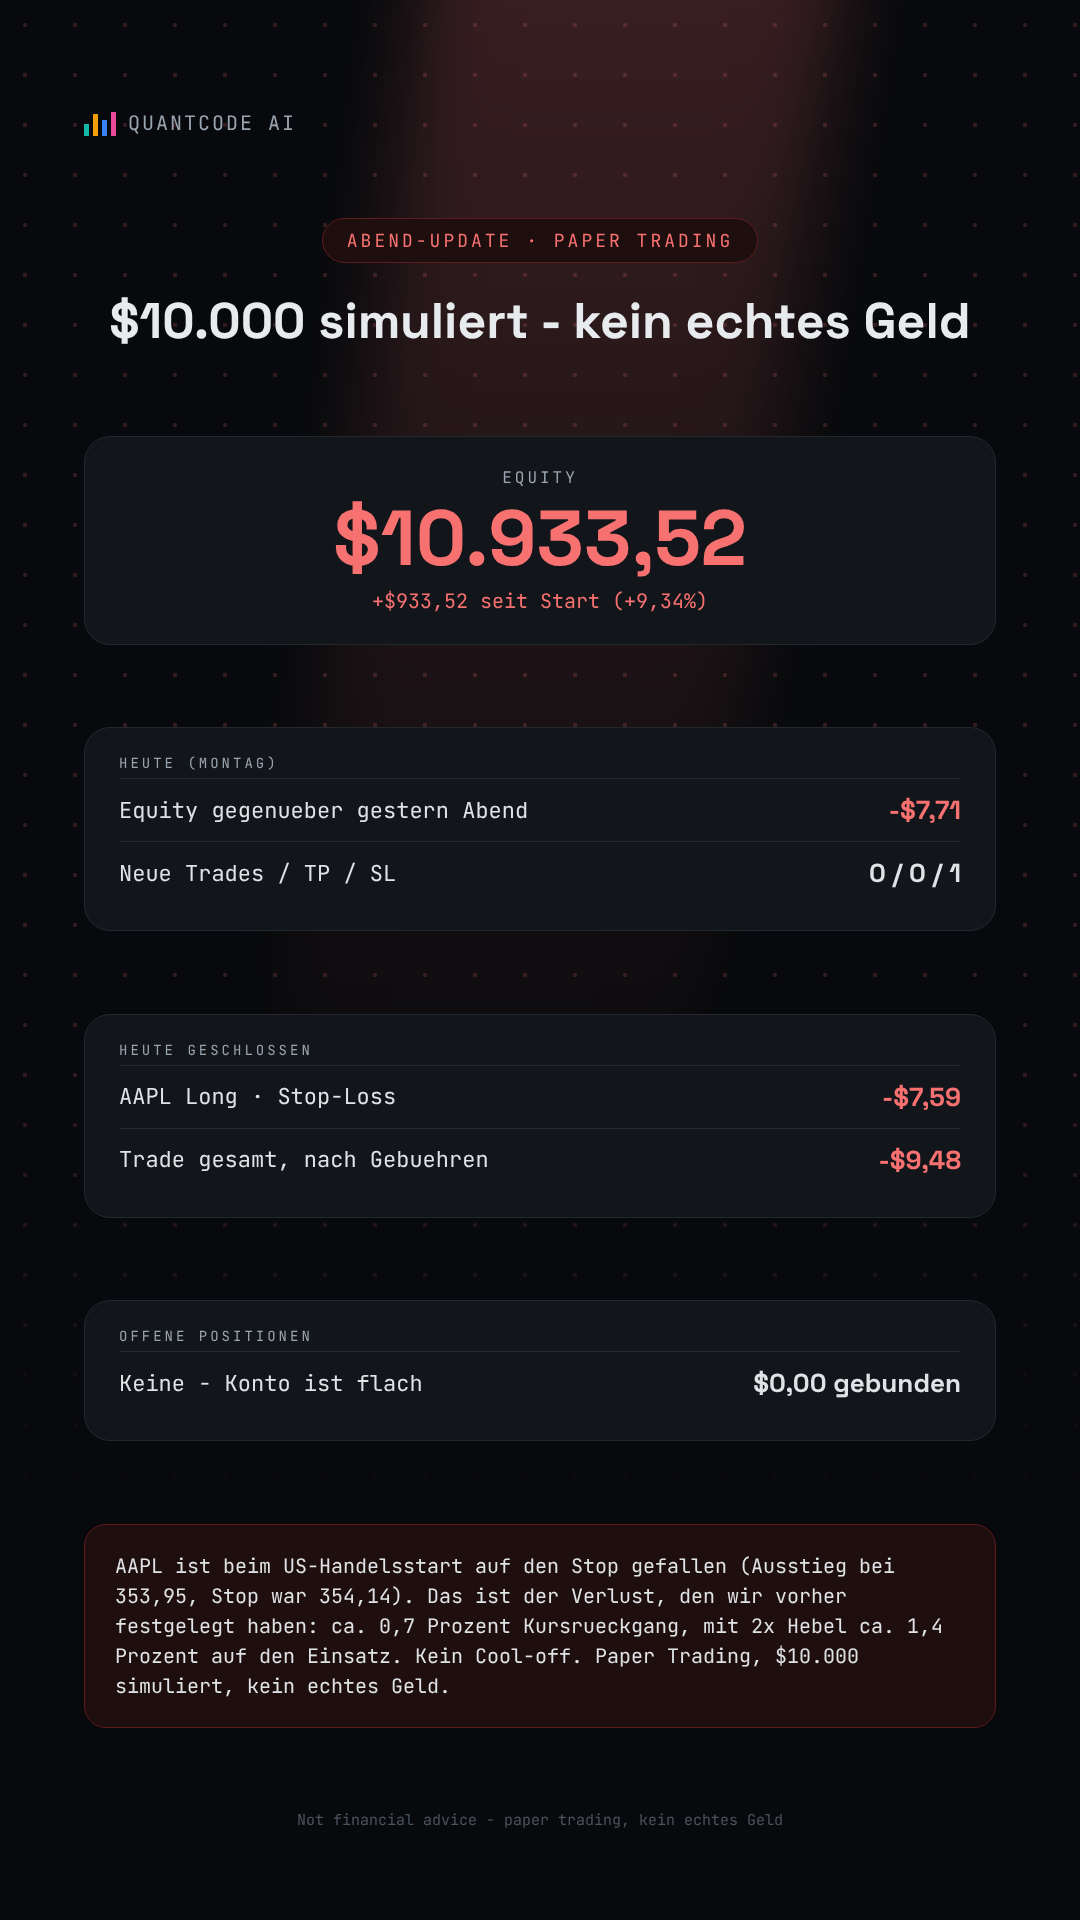 QUANTCODE AI
ABEND-UPDATE · PAPER TRADING
$10.000 simuliert - kein echtes Geld
EQUITY
$10.933,52
+$933,52 seit Start (+9,34%)
HEUTE (MONTAG)
Equity gegenueber gestern Abend -$7,71
Neue Trades / TP / SL 0 / 0 / 1
HEUTE GESCHLOSSEN
AAPL Long · Stop-Loss -$7,59
Trade gesamt, nach Gebuehren -$9,48
OFFENE POSITIONEN
Keine - Konto ist flach $0,00 gebunden
AAPL ist beim US-Handelsstart auf den Stop gefallen (Ausstieg bei
353,95, Stop war 354,14). Das ist der Verlust, den wir vorher
festgelegt haben: ca. 0,7 Prozent Kursrueckgang, mit 2x Hebel ca. 1,4
Prozent auf den Einsatz. Kein Cool-off. Paper Trading, $10.000
simuliert, kein echtes Geld.
Not financial advice - paper trading, kein echtes Geld